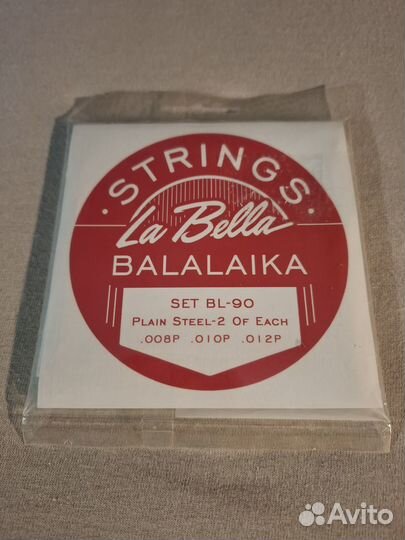 · STRINGS ·
La Bella
BALALAIKA
SET BL-90
PLAIN STEEL-2 OF EACH
.008P .010P .012P
Avito